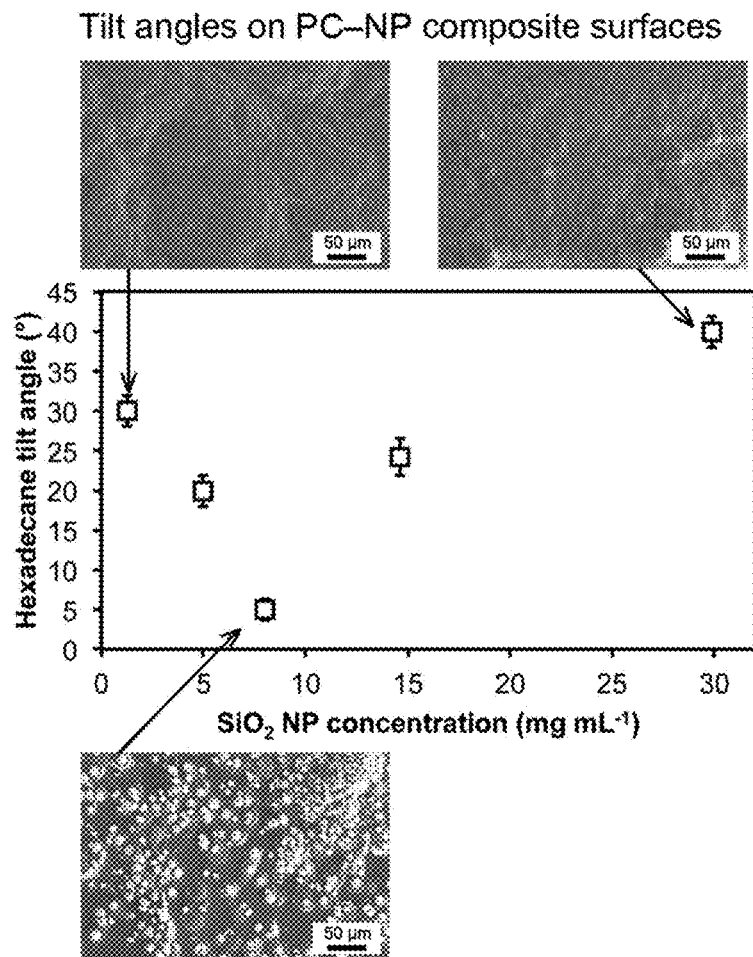 Tilt angles on PC–NP composite surfaces
50 µm
50 µm
Hexadecane tilt angle (°)
45
40
35
30
25
20
15
10
5
0
0 5 10 15 20 25 30
SiO₂ NP concentration (mg mL⁻¹)
50 µm